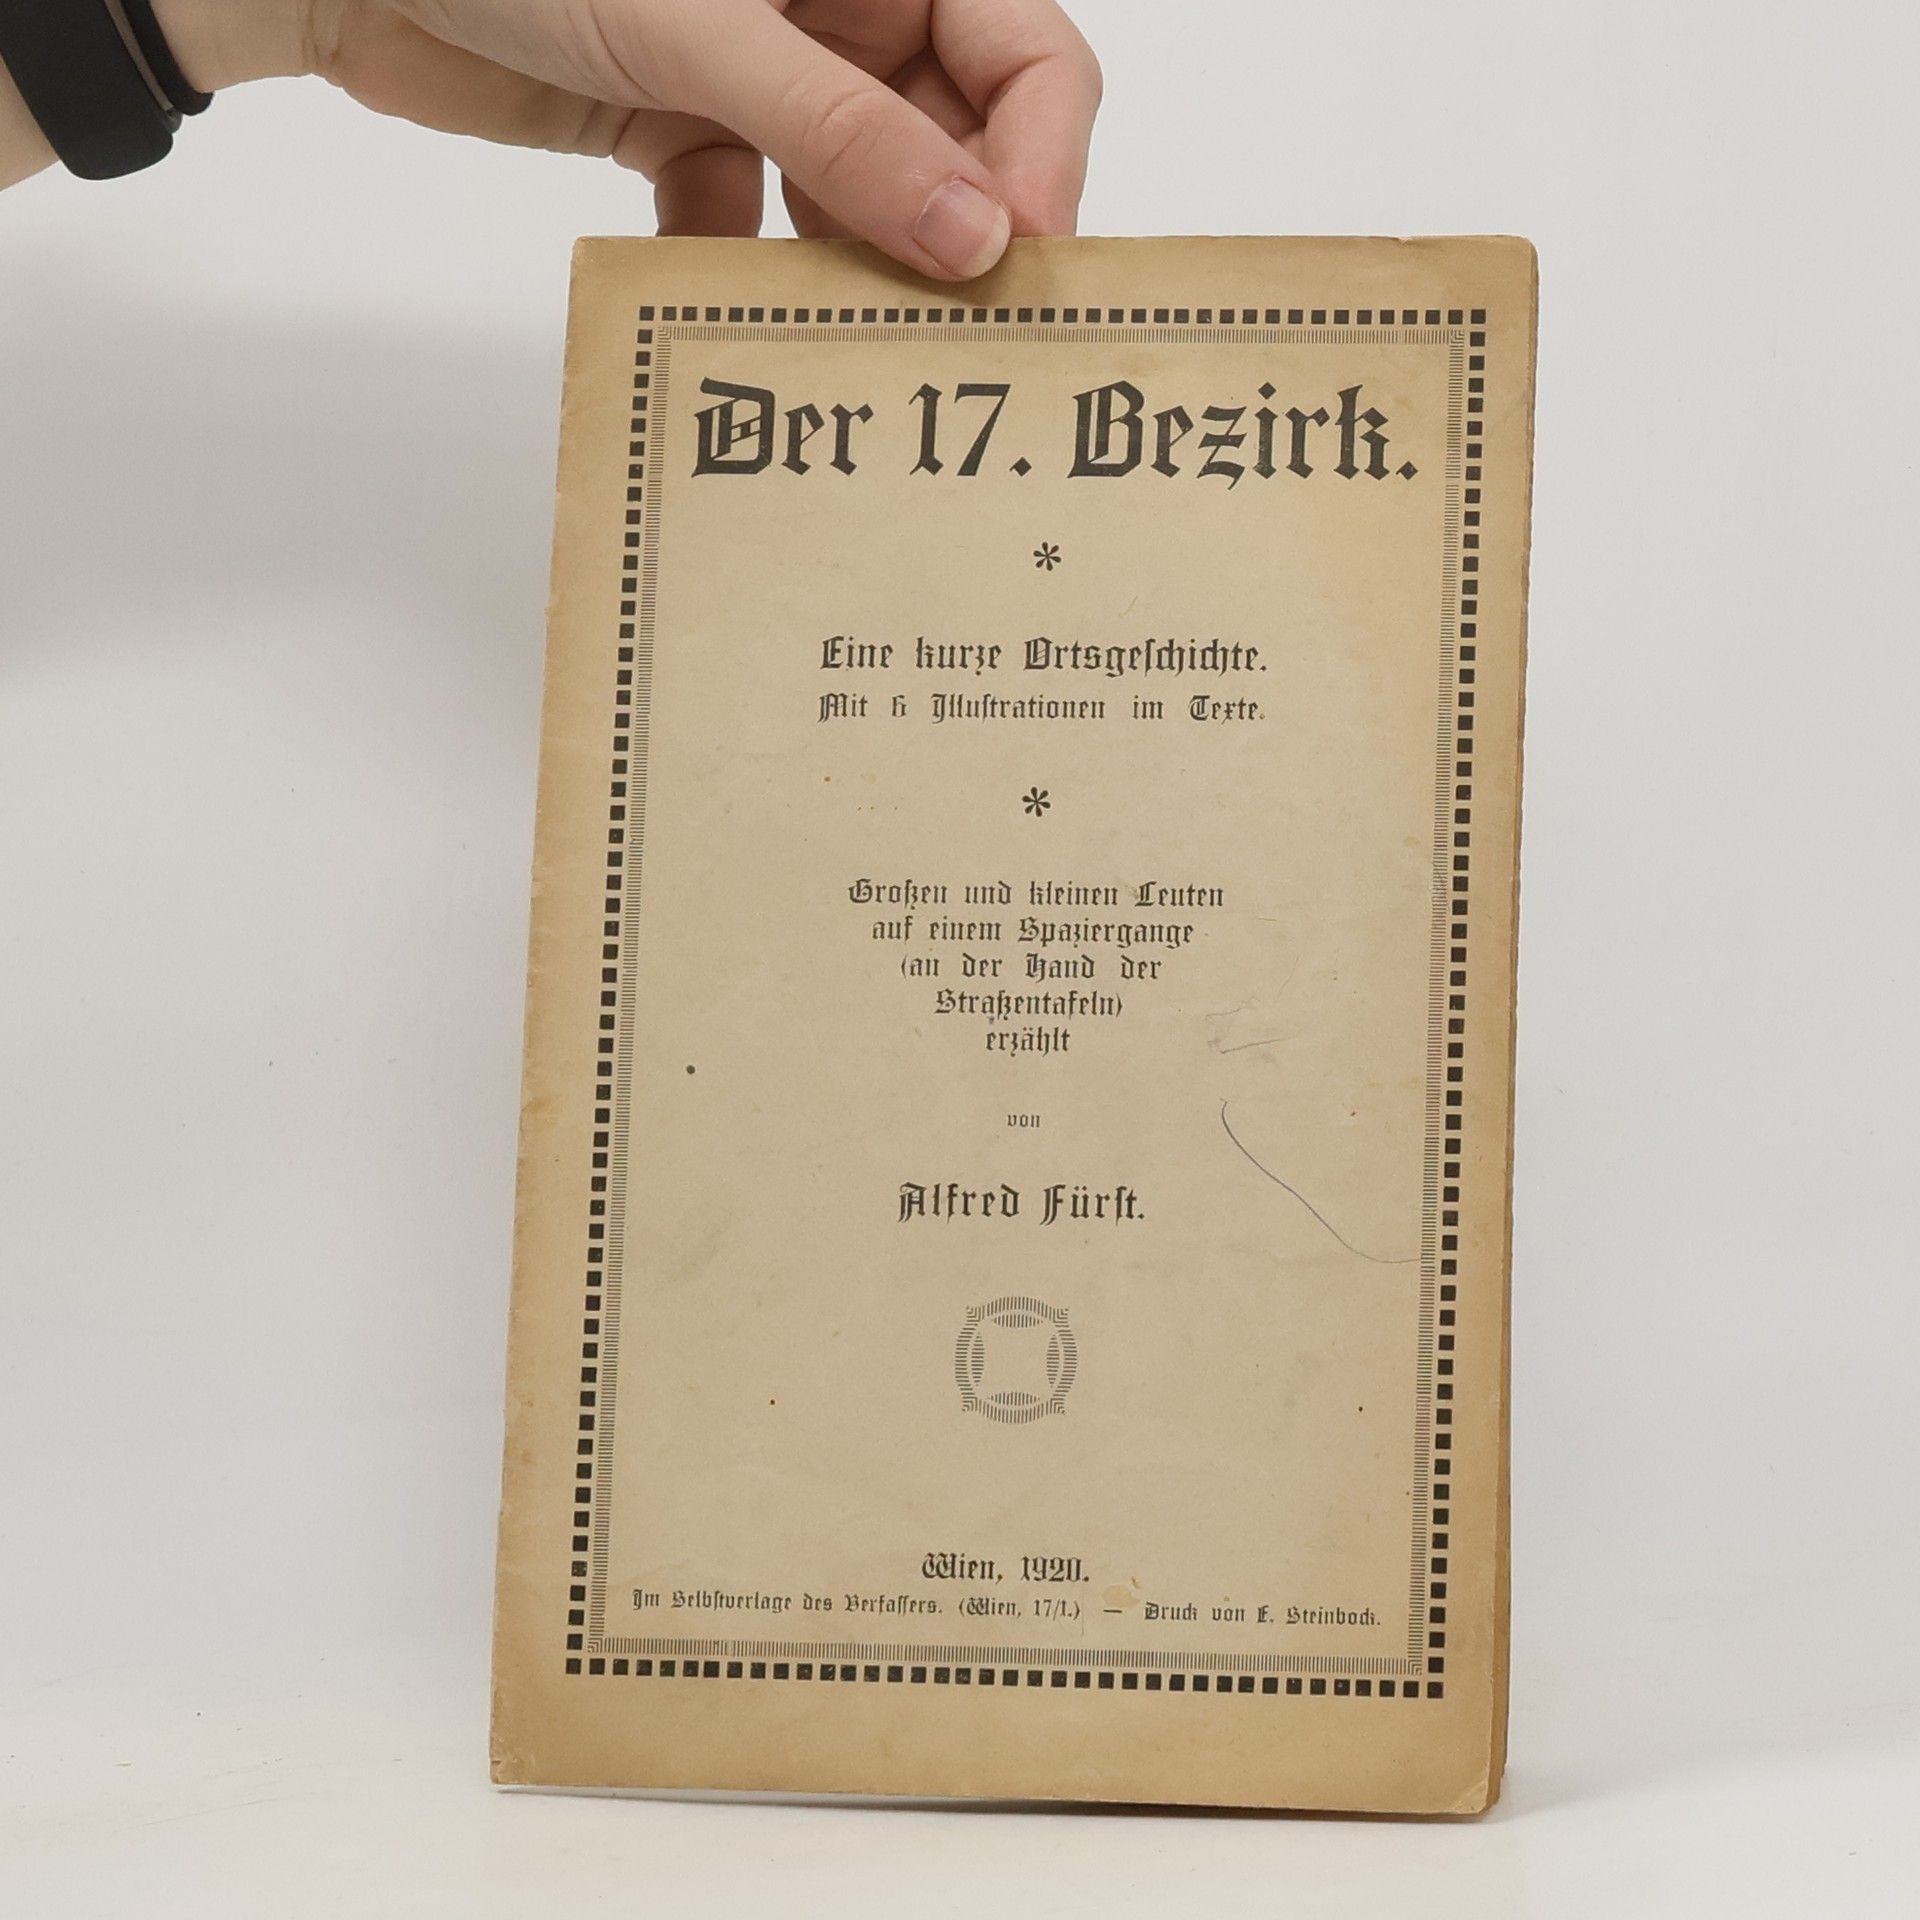 Der 17. Bezirk.
*
Eine kurze Ortsgeſchichte.
Mit 6 Illuſtrationen im Texte.
*
Großen und kleinen Leuten
auf einem Spaziergange
(an der Hand der
Straßentafeln)
erzählt
von
Alfred Fürſt.
Wien, 1920.
Im Selbſtverlage des Verfaſſers. (Wien, 17/1.) — Druck von E. Steinbock.